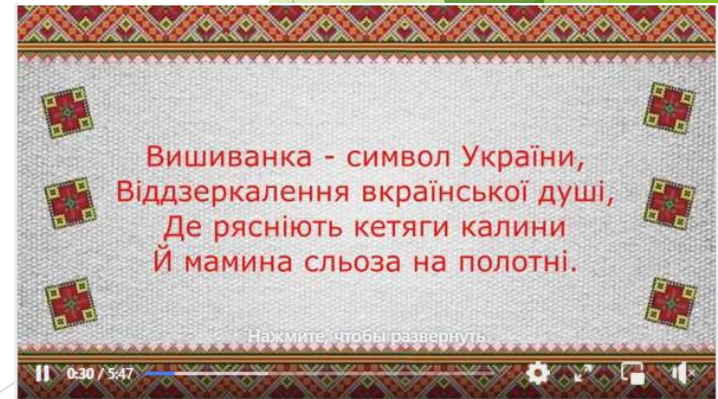 Вишиванка - символ України,
Віддзеркалення вкраїнської душі,
Де рясніють кетяги калини
Й мамина сльоза на полотні.
Нажмите, чтобы развернуть
0:30 / 5:47